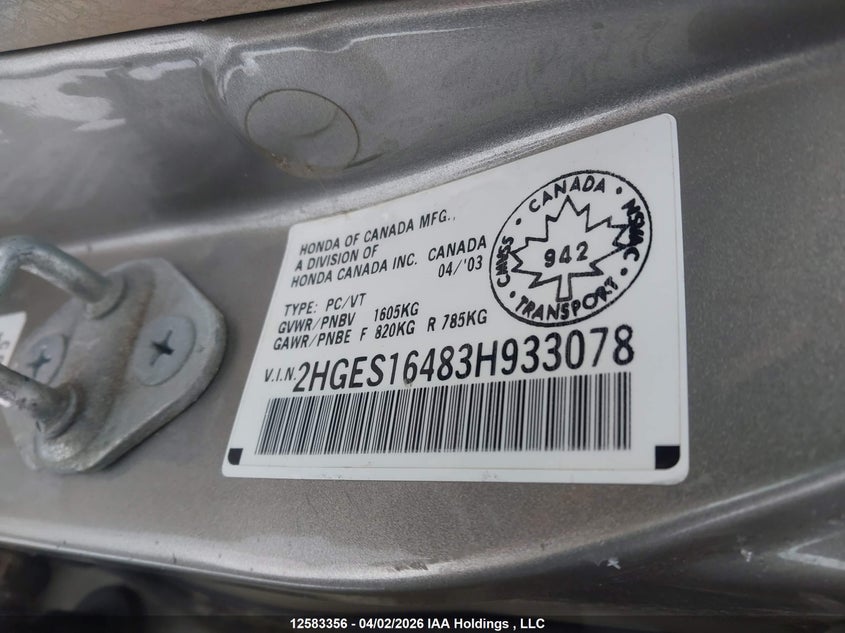 HONDA OF CANADA MFG.,
A DIVISION OF
HONDA CANADA INC. CANADA
04/'03
TYPE: PC/VT
GVWR/PNBV 1605KG
GAWR/PNBE F 820KG R 785KG
V.I.N. 2HGES16483H933078
CANADA
CMVSS · NSVAC
942
TRANSPORT
12583356 - 04/02/2026 IAA Holdings , LLC